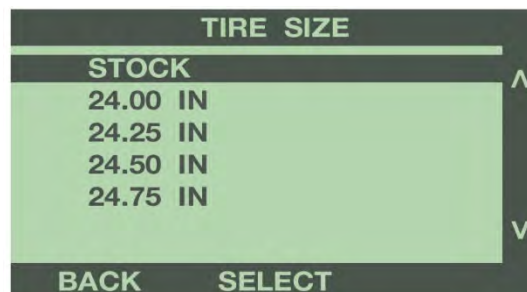 TIRE SIZE
STOCK
24.00 IN
24.25 IN
24.50 IN
24.75 IN
BACK SELECT